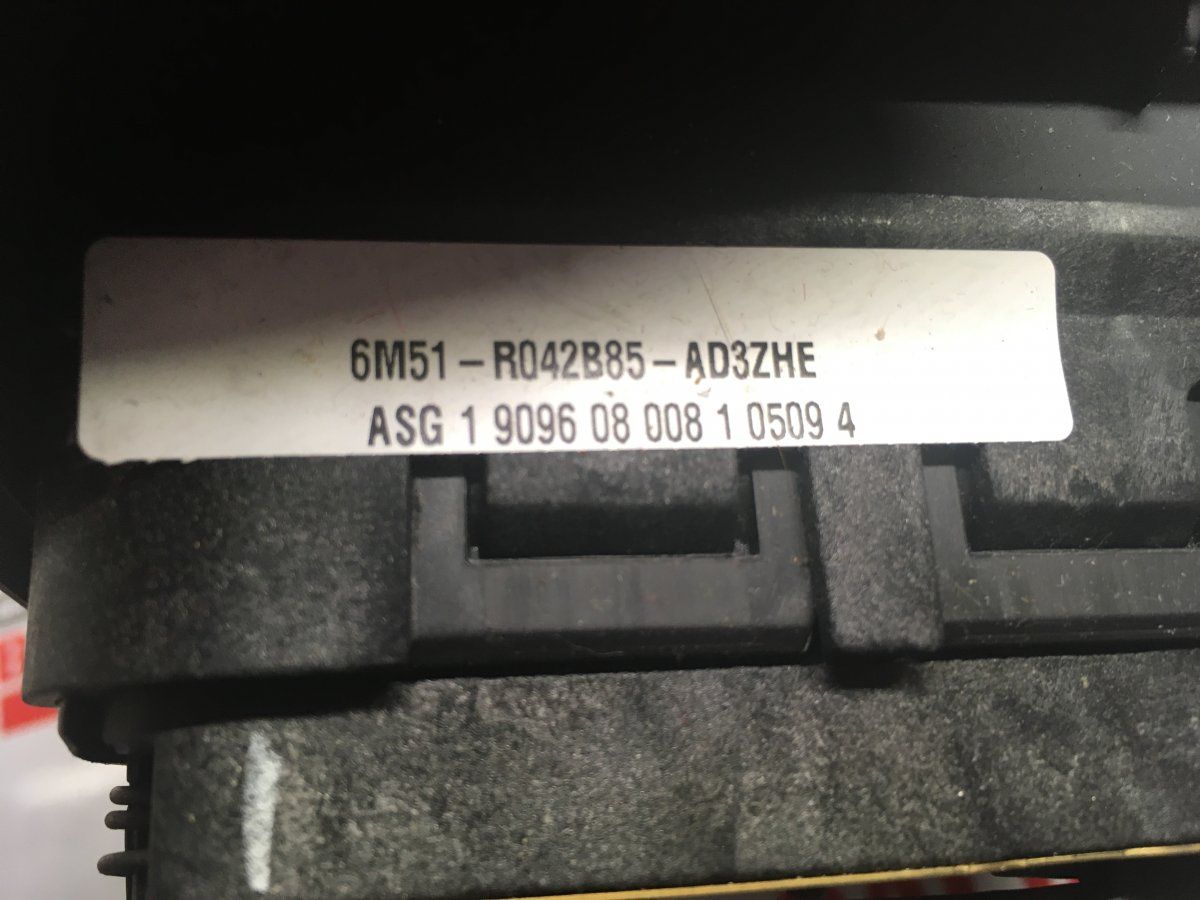 6M51-R042B85-AD3ZHE
ASG 1 9096 08 008 1 0509 4